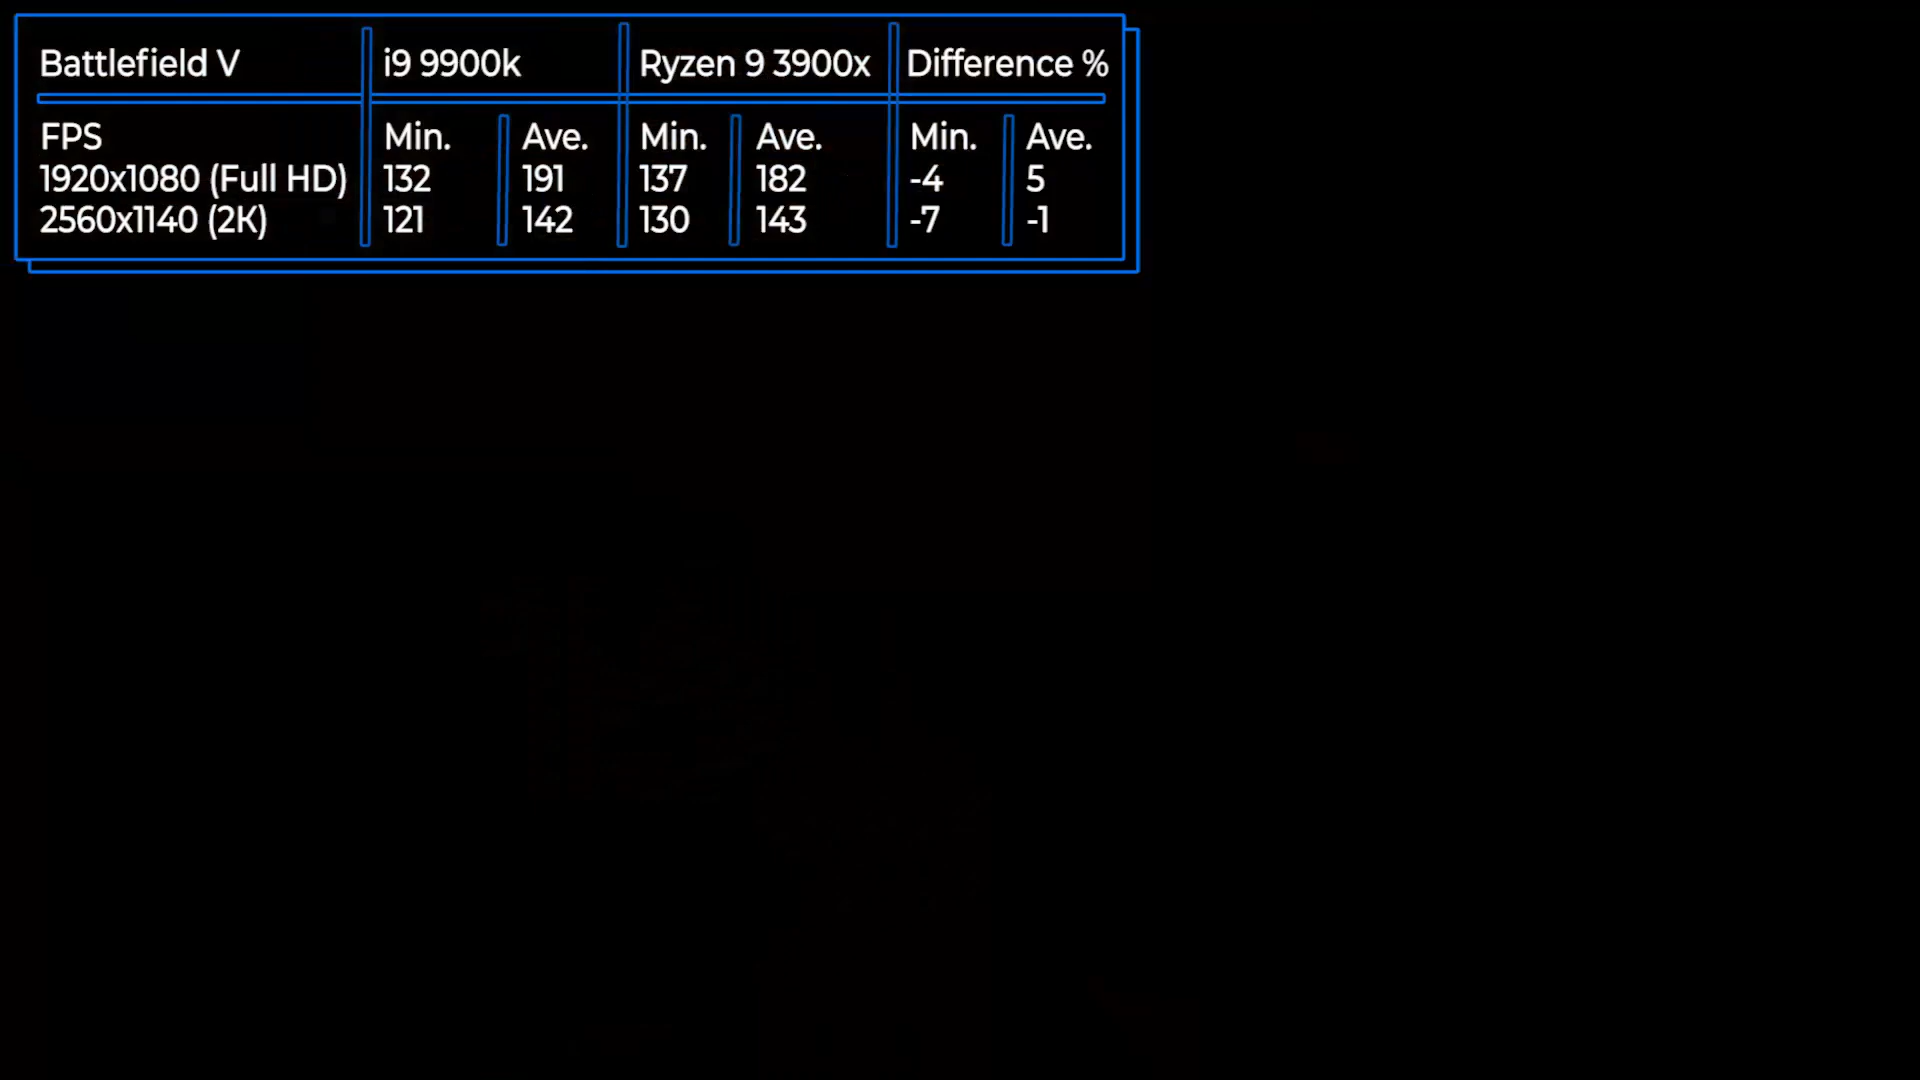 Battlefield V i9 9900k Ryzen 9 3900x Difference %
FPS Min. Ave. Min. Ave. Min. Ave.
1920x1080 (Full HD) 132 191 137 182 -4 5
2560x1140 (2K) 121 142 130 143 -7 -1